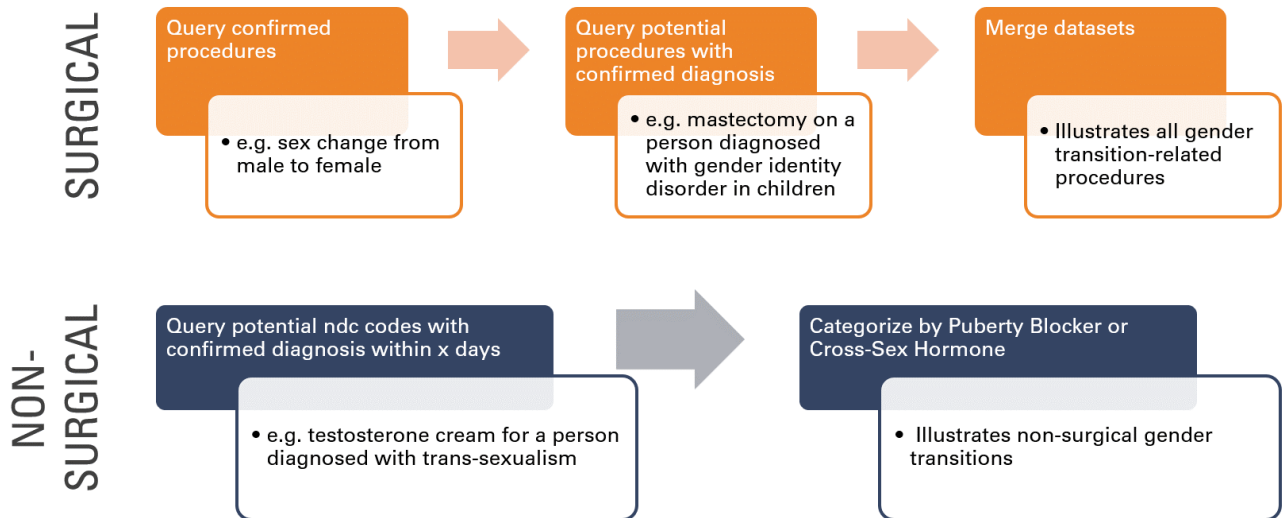 SURGICAL
Query confirmed
procedures
• e.g. sex change from
male to female
Query potential
procedures with
confirmed diagnosis
• e.g. mastectomy on a
person diagnosed
with gender identity
disorder in children
Merge datasets
• Illustrates all gender
transition-related
procedures
NON-
SURGICAL
Query potential ndc codes with
confirmed diagnosis within x days
• e.g. testosterone cream for a person
diagnosed with trans-sexualism
Categorize by Puberty Blocker or
Cross-Sex Hormone
• Illustrates non-surgical gender
transitions